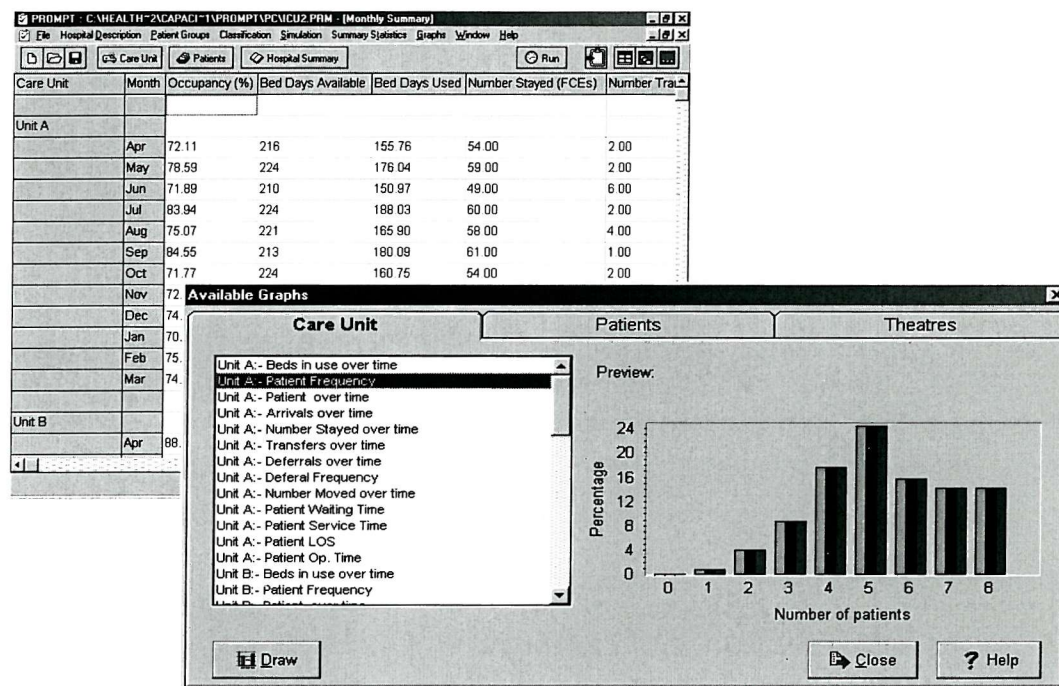 PROMPT : C:\HEALTH~2\CAPACI~1\PROMPT\PC\ICU2.PRM - [Monthly Summary]
File Hospital Description Patient Groups Classification Simulation Summary Statistics Graphs Window Help
Care Unit Patients Hospital Summary Run
Care Unit Month Occupancy (%) Bed Days Available Bed Days Used Number Stayed (FCEs) Number Tra
Unit A
Apr 72.11 216 155.76 54.00 2.00
May 78.59 224 176.04 59.00 2.00
Jun 71.89 210 150.97 49.00 6.00
Jul 83.94 224 188.03 60.00 2.00
Aug 75.07 221 165.90 58.00 4.00
Sep 84.55 213 180.09 61.00 1.00
Oct 71.77 224 160.75 54.00 2.00
Nov 72.
Dec 74.
Jan 70.
Feb 75.
Mar 74.
Unit B
Apr 88.
Available Graphs
Care Unit Patients Theatres
Unit A:- Beds in use over time
Unit A:- Patient Frequency
Unit A:- Patient over time
Unit A:- Arrivals over time
Unit A:- Number Stayed over time
Unit A:- Transfers over time
Unit A:- Deferrals over time
Unit A:- Deferal Frequency
Unit A:- Number Moved over time
Unit A:- Patient Waiting Time
Unit A:- Patient Service Time
Unit A:- Patient LOS
Unit A:- Patient Op. Time
Unit B:- Beds in use over time
Unit B:- Patient Frequency
Preview:
Percentage
24
20
16
12
8
4
0
0 1 2 3 4 5 6 7 8
Number of patients
Draw Close ? Help